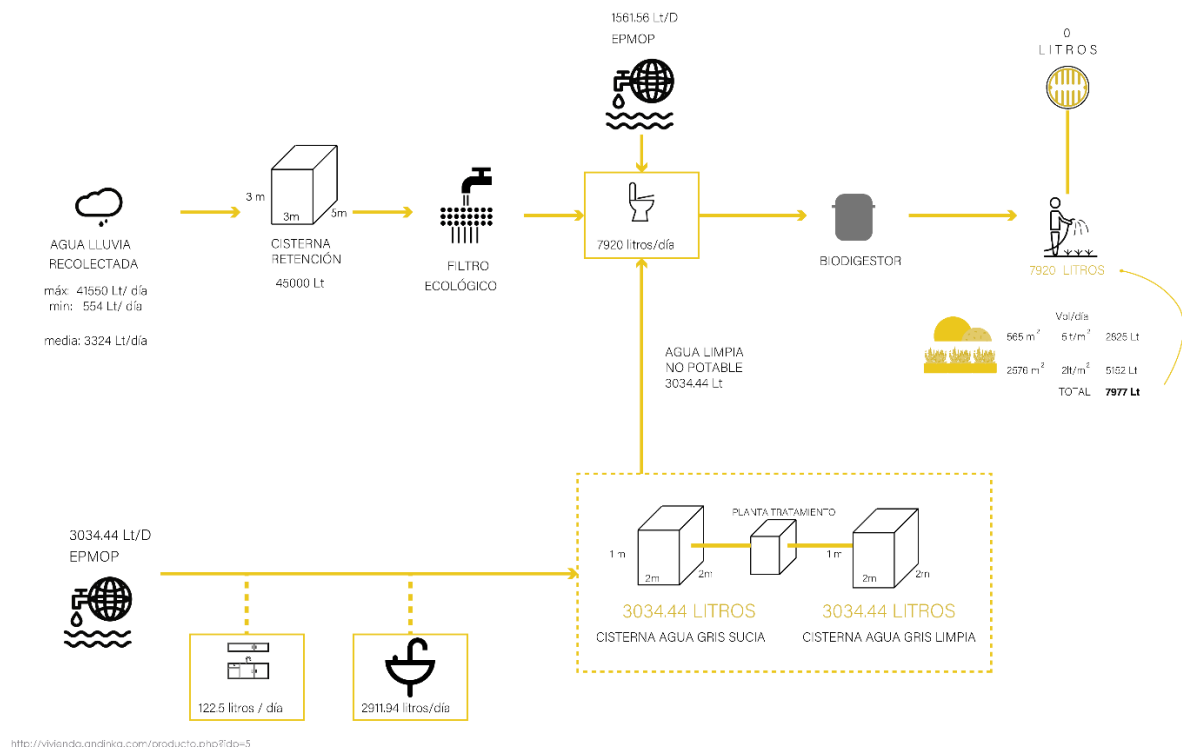 1561.56 Lt/D
EPMOP
0
LITROS
3 m
3m
5m
7920 litros/día
AGUA LLUVIA
RECOLECTADA
máx: 41550 Lt/ día
min: 554 Lt/ día
media: 3324 Lt/día
CISTERNA
RETENCIÓN
45000 Lt
FILTRO
ECOLÓGICO
BIODIGESTOR
7920 LITROS
Vol/día
565 m²
2825 Lt
2576 m²
2lt/m²
5152 Lt
TOTAL
7977 Lt
AGUA LIMPIA
NO POTABLE
3034.44 Lt
3034.44 Lt/D
EPMOP
PLANTA TRATAMIENTO
1 m
2m
2m
1 m
2m
2m
3034.44 LITROS
3034.44 LITROS
CISTERNA AGUA GRIS SUCIA
CISTERNA AGUA GRIS LIMPIA
122.5 litros / día
2911.94 litros/día
http://vivienda.andinka.com/producto.php?ido=5